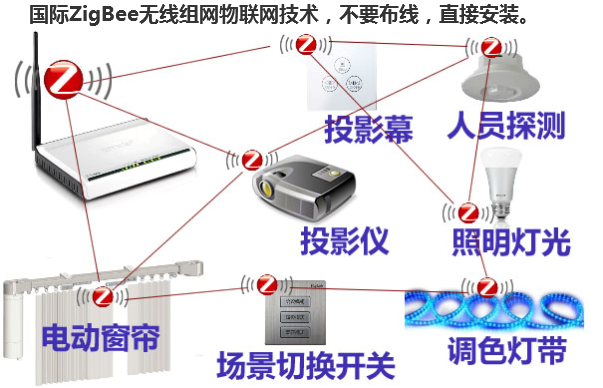 国际ZigBee无线组网物联网技术，不要布线，直接安装。
投影幕
人员探测
投影仪
照明灯光
电动窗帘
场景切换开关
调色灯带